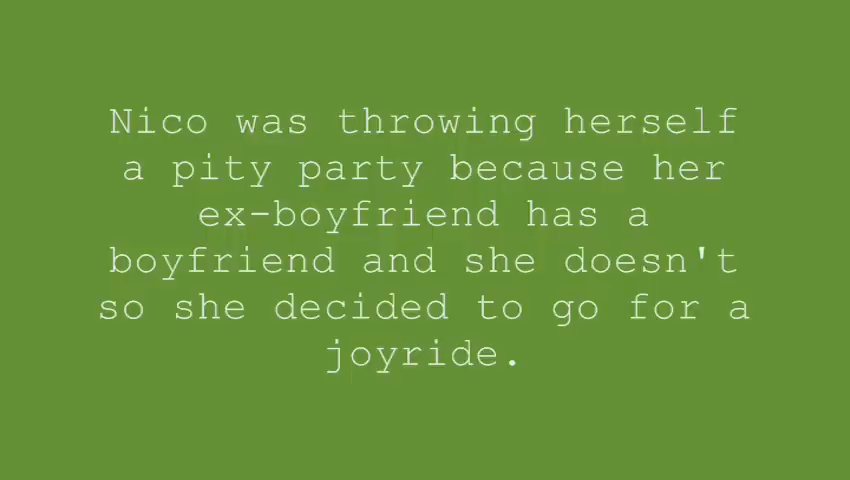 Nico was throwing herself
a pity party because her
ex-boyfriend has a
boyfriend and she doesn't
so she decided to go for a
joyride.